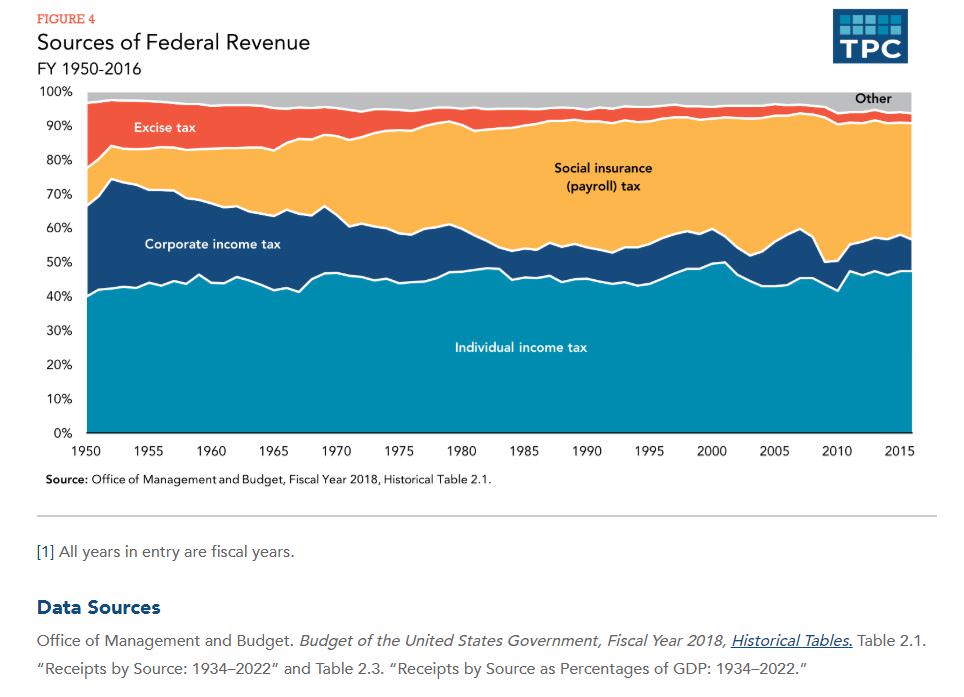 FIGURE 4
Sources of Federal Revenue
FY 1950-2016
TPC
100%
90%
80%
70%
60%
50%
40%
30%
20%
10%
0%
Other
Excise tax
Social insurance
(payroll) tax
Corporate income tax
Individual income tax
1950 1955 1960 1965 1970 1975 1980 1985 1990 1995 2000 2005 2010 2015
Source: Office of Management and Budget, Fiscal Year 2018, Historical Table 2.1.
[1] All years in entry are fiscal years.
Data Sources
Office of Management and Budget. Budget of the United States Government, Fiscal Year 2018, Historical Tables. Table 2.1.
“Receipts by Source: 1934–2022” and Table 2.3. “Receipts by Source as Percentages of GDP: 1934–2022.”